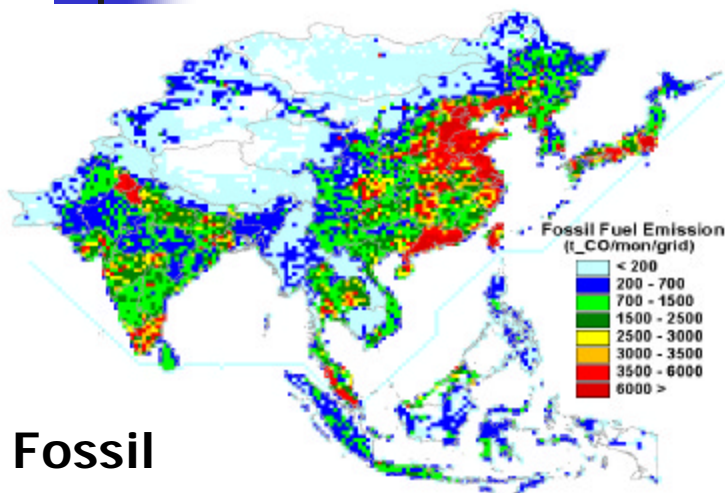 Fossil Fuel Emission
(t_CO/mon/grid)
< 200
200 - 700
700 - 1500
1500 - 2500
2500 - 3000
3000 - 3500
3500 - 6000
6000 >
Fossil